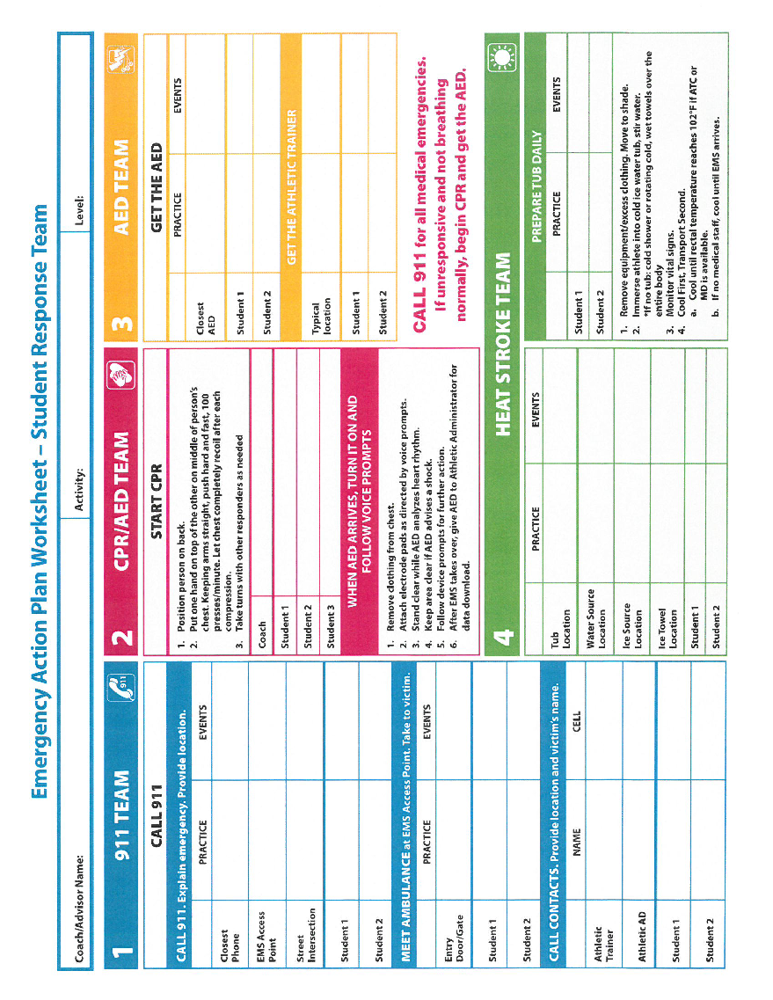 Emergency Action Plan Worksheet – Student Response Team
Coach/Advisor Name:
Activity:
Level:
1
911 TEAM
911
CALL 911
CALL 911. Explain emergency. Provide location.
PRACTICE
EVENTS
Closest
Phone
EMS Access
Point
Street
Intersection
Student 1
Student 2
MEET AMBULANCE at EMS Access Point. Take to victim.
PRACTICE
EVENTS
Entry
Door/Gate
Student 1
Student 2
CALL CONTACTS. Provide location and victim's name.
NAME
CELL
Athletic
Trainer
Athletic AD
Student 1
Student 2
2
CPR/AED TEAM
START CPR
1. Position person on back.
2. Put one hand on top of the other on middle of person's
chest. Keeping arms straight, push hard and fast, 100
presses/minute. Let chest completely recoil after each
compression.
3. Take turns with other responders as needed
Coach
Student 1
Student 2
Student 3
WHEN AED ARRIVES, TURN IT ON AND
FOLLOW VOICE PROMPTS
1. Remove clothing from chest.
2. Attach electrode pads as directed by voice prompts.
3. Stand clear while AED analyzes heart rhythm.
4. Keep area clear if AED advises a shock.
5. Follow device prompts for further action.
6. After EMS takes over, give AED to Athletic Administrator for
data download.
3
AED TEAM
GET THE AED
PRACTICE
EVENTS
Closest
AED
Student 1
Student 2
GET THE ATHLETIC TRAINER
Typical
location
Student 1
Student 2
CALL 911 for all medical emergencies.
If unresponsive and not breathing
normally, begin CPR and get the AED.
4
HEAT STROKE TEAM
PRACTICE
EVENTS
Tub
Location
Water Source
Location
Ice Source
Location
Ice Towel
Location
Student 1
Student 2
PREPARE TUB DAILY
PRACTICE
EVENTS
Student 1
Student 2
1. Remove equipment/excess clothing. Move to shade.
2. Immerse athlete into cold ice water tub, stir water.
*If no tub: cold shower or rotating cold, wet towels over the
entire body
3. Monitor vital signs.
4. Cool First, Transport Second.
a. Cool until rectal temperature reaches 102°F if ATC or
MD is available.
b. If no medical staff, cool until EMS arrives.